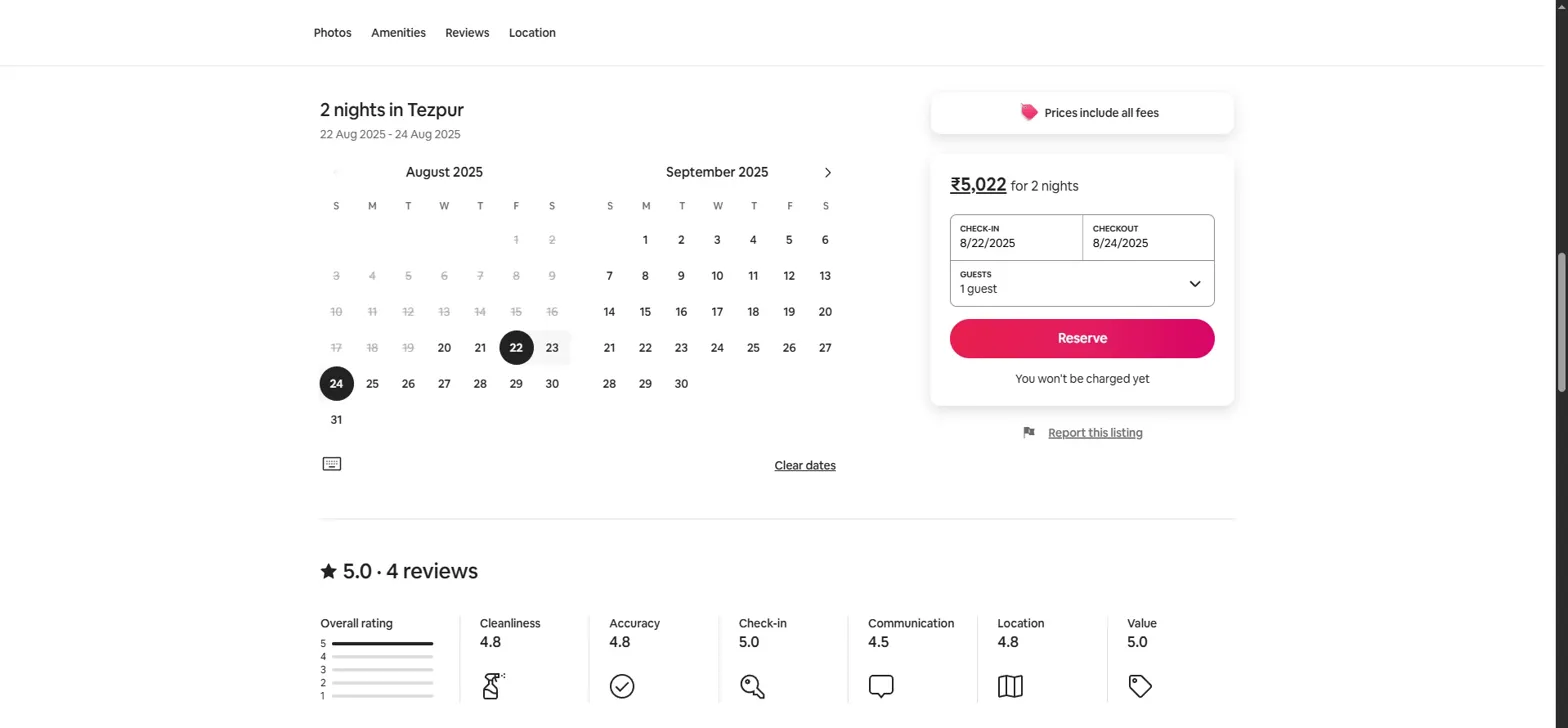 Photos Amenities Reviews Location
2 nights in Tezpur
22 Aug 2025 - 24 Aug 2025
August 2025
S M T W T F S
1 2
3 4 5 6 7 8 9
10 11 12 13 14 15 16
17 18 19 20 21 22 23
24 25 26 27 28 29 30
31
September 2025
S M T W T F S
1 2 3 4 5 6
7 8 9 10 11 12 13
14 15 16 17 18 19 20
21 22 23 24 25 26 27
28 29 30
Clear dates
Prices include all fees
₹5,022 for 2 nights
CHECK-IN
8/22/2025
CHECKOUT
8/24/2025
GUESTS
1 guest
Reserve
You won't be charged yet
Report this listing
5.0 · 4 reviews
Overall rating
5
4
3
2
1
Cleanliness
4.8
Accuracy
4.8
Check-in
5.0
Communication
4.5
Location
4.8
Value
5.0